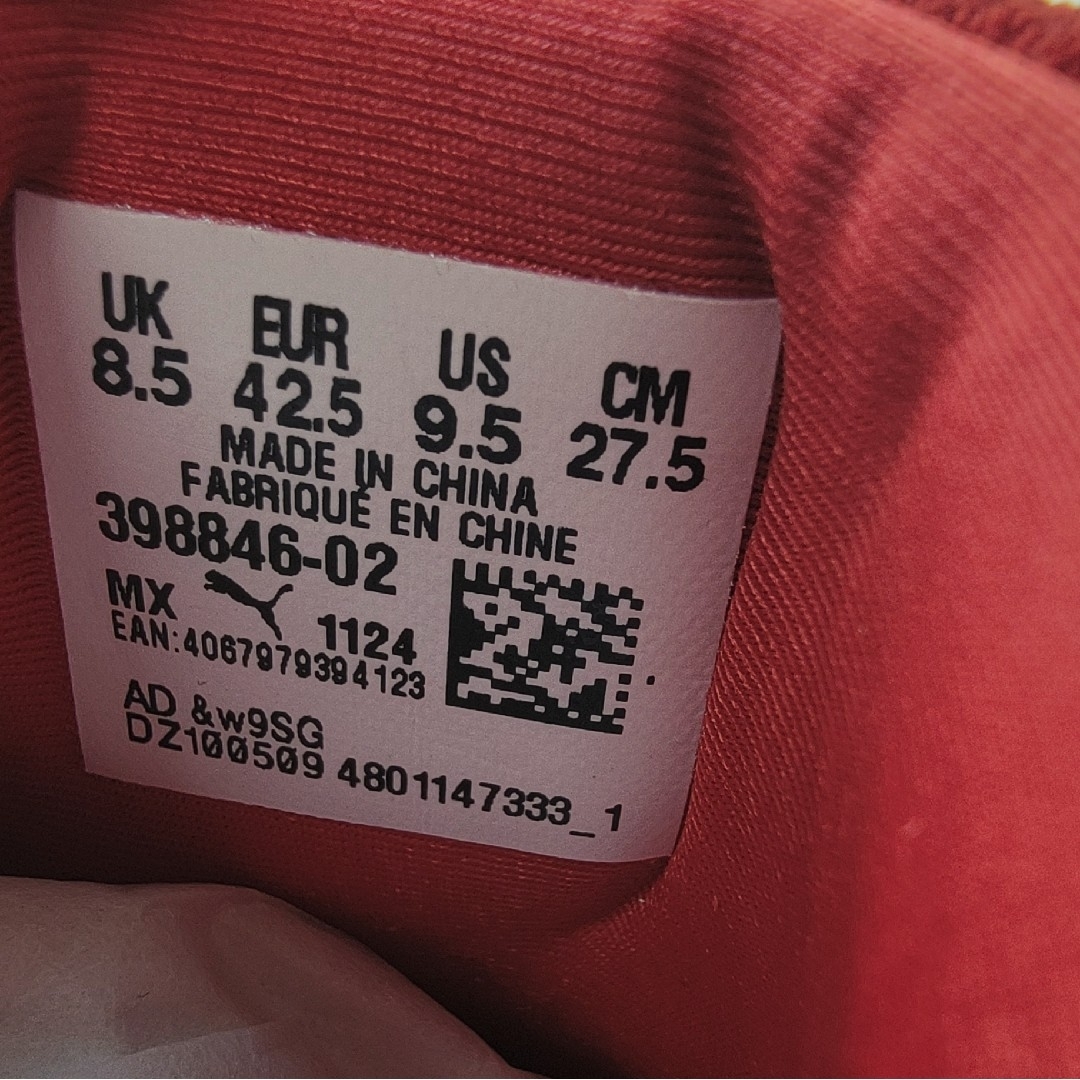 UK EUR US CM
8.5 42.5 9.5 27.5
MADE IN CHINA
FABRIQUÉ EN CHINE
398846-02
MX 1124
EAN:4067979394123
AD &w9SG
DZ100509 4801147333_1